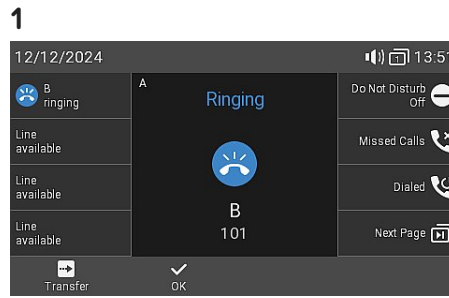 1
12/12/2024
13:51
B
ringing
Line
available
Line
available
Line
available
A
Ringing
B
101
Do Not Disturb
Off
Missed Calls
Dialed
Next Page
Transfer
OK